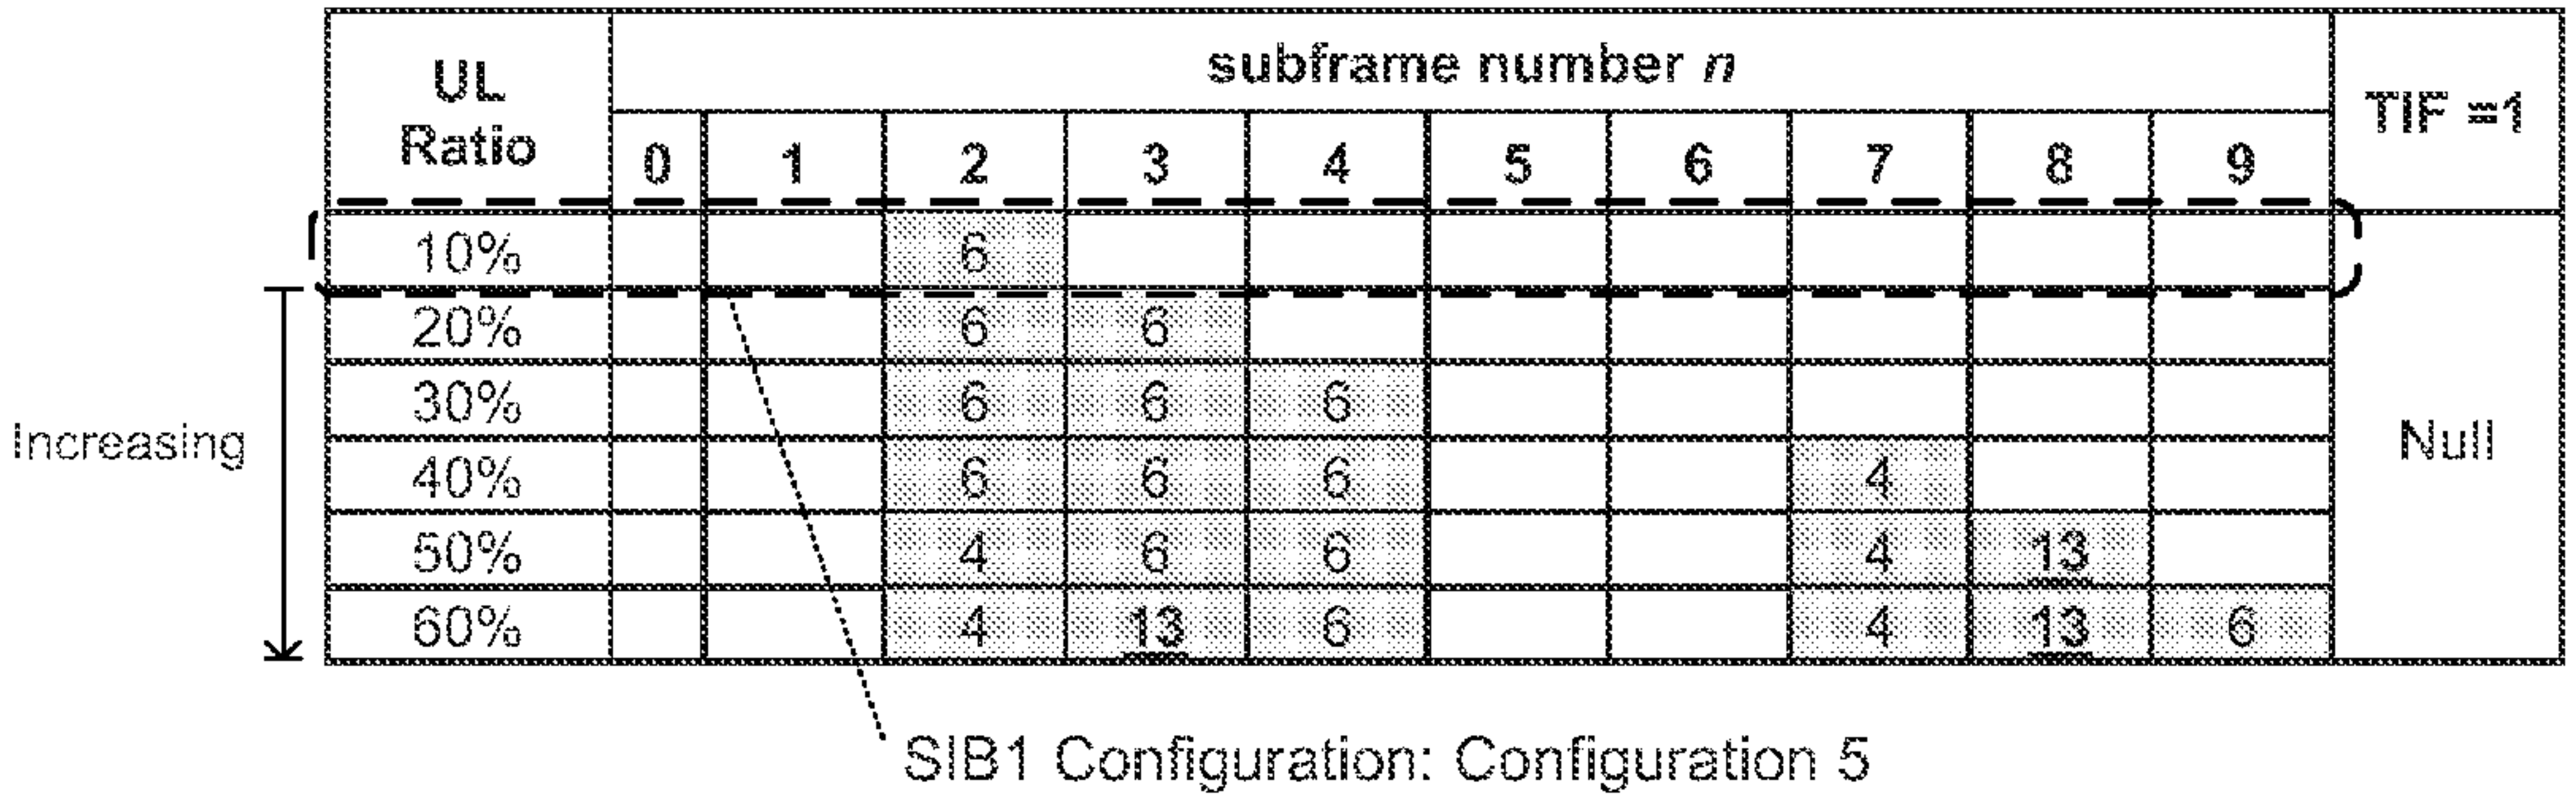 UL Ratio subframe number n TIF =1
0 1 2 3 4 5 6 7 8 9
10% 6 Null
20% 6 6
30% 6 6 6
Increasing
40% 6 6 6 4
50% 4 6 6 4 13
60% 4 13 6 4 13 6
SIB1 Configuration: Configuration 5